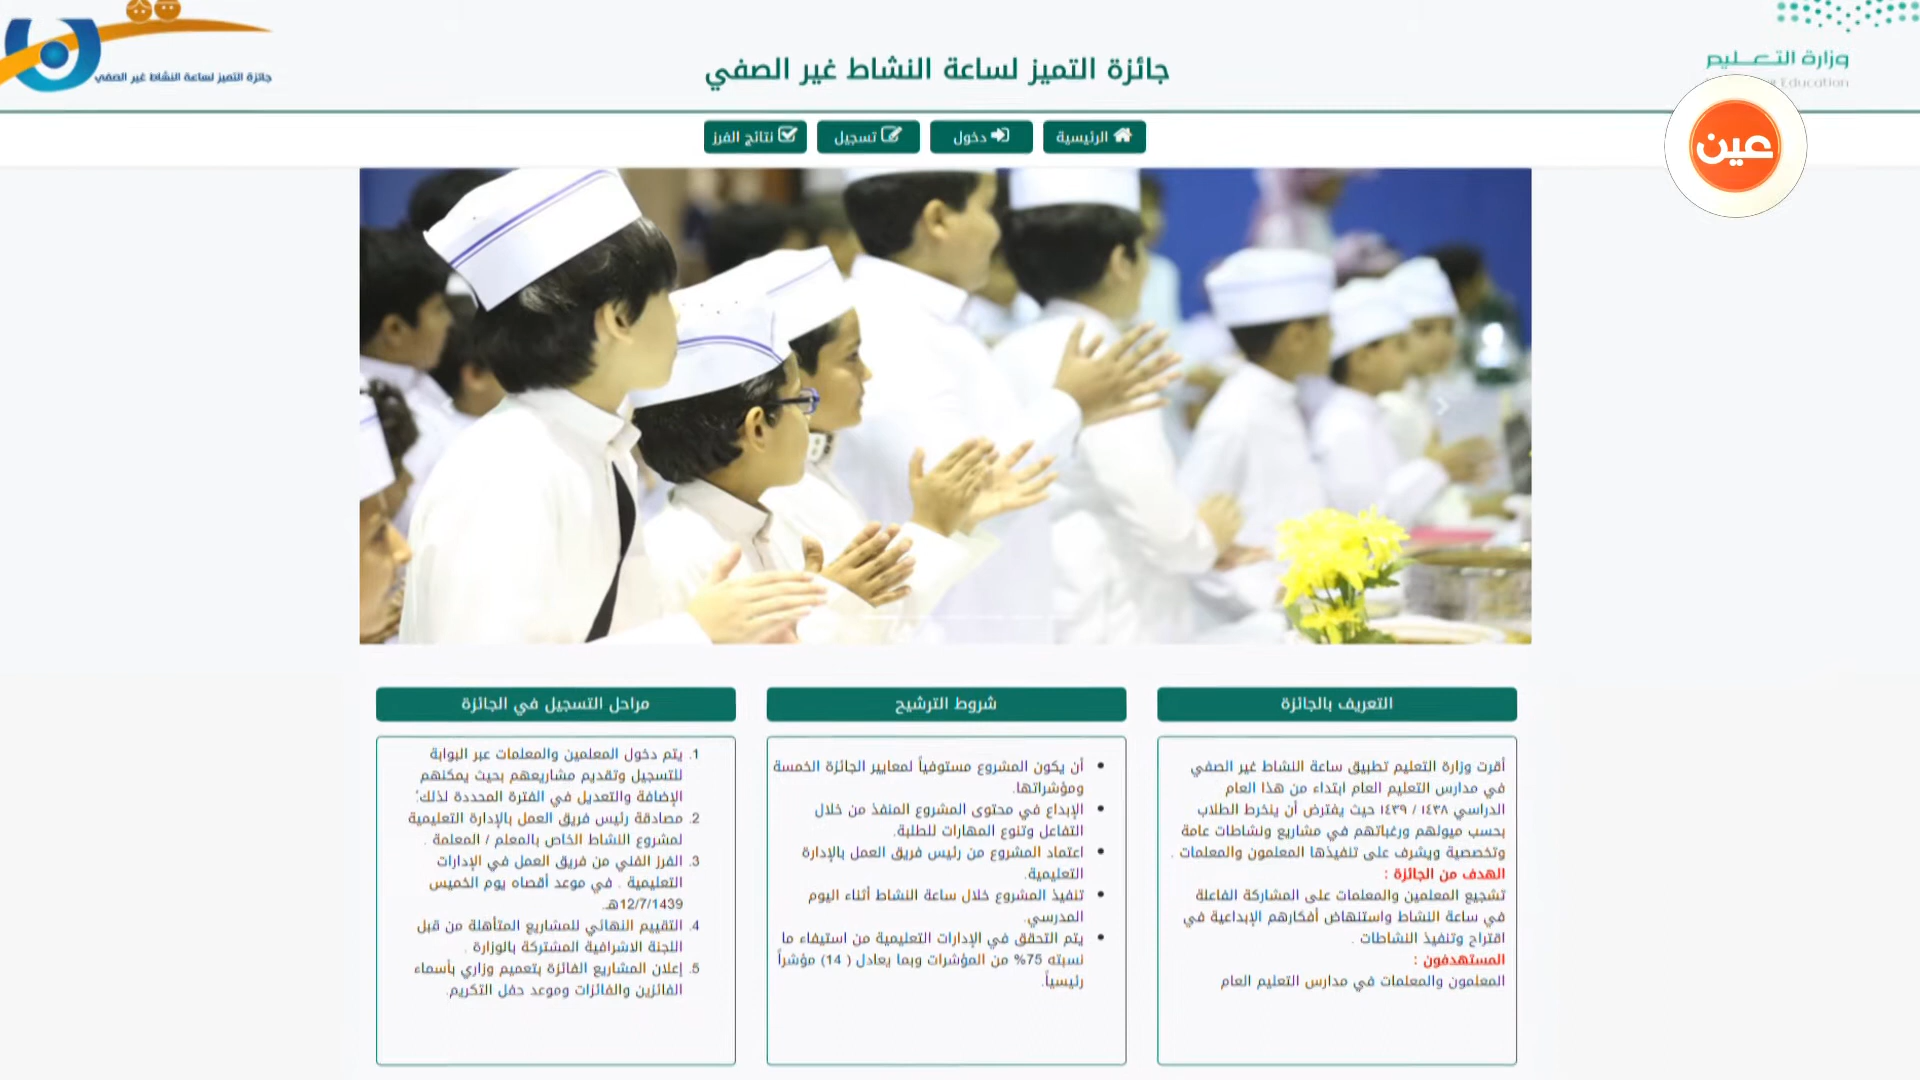 جائزة التميز لساعة النشاط غير الصفي
جائزة التميز لساعة النشاط غير الصفي
وزارة التعليم
Education
عين
الرئيسية
دخول
تسجيل
نتائج الفرز
التعريف بالجائزة
أقرت وزارة التعليم تطبيق ساعة النشاط غير الصفي
في مدارس التعليم العام ابتداء من هذا العام
الدراسي ١٤٣٨ / ١٤٣٩ حيث يفترض أن ينخرط الطلاب
بحسب ميولهم ورغباتهم في مشاريع ونشاطات عامة
وتخصصية ويشرف على تنفيذها المعلمون والمعلمات .
الهدف من الجائزة :
تشجيع المعلمين والمعلمات على المشاركة الفاعلة
في ساعة النشاط واستنهاض أفكارهم الإبداعية في
اقتراح وتنفيذ النشاطات .
المستهدفون :
المعلمون والمعلمات في مدارس التعليم العام
شروط الترشيح
أن يكون المشروع مستوفياً لمعايير الجائزة الخمسة
ومؤشراتها.
الإبداع في محتوى المشروع المنفذ من خلال
التفاعل وتنوع المهارات للطلبة.
اعتماد المشروع من رئيس فريق العمل بالإدارة
التعليمية.
تنفيذ المشروع خلال ساعة النشاط أثناء اليوم
المدرسي.
يتم التحقق في الإدارات التعليمية من استيفاء ما
نسبته 75% من المؤشرات وبما يعادل ( 14) مؤشراً
رئيسياً.
مراحل التسجيل في الجائزة
1. يتم دخول المعلمين والمعلمات عبر البوابة
للتسجيل وتقديم مشاريعهم بحيث يمكنهم
الإضافة والتعديل في الفترة المحددة لذلك.
2. مصادقة رئيس فريق العمل بالإدارة التعليمية
لمشروع النشاط الخاص بالمعلم / المعلمة .
3. الفرز الفني من فريق العمل في الإدارات
التعليمية . في موعد أقصاه يوم الخميس
12/7/1439هـ.
4. التقييم النهائي للمشاريع المتأهلة من قبل
اللجنة الاشرافية المشتركة بالوزارة .
5. إعلان المشاريع الفائزة بتعميم وزاري بأسماء
الفائزين والفائزات وموعد حفل التكريم.